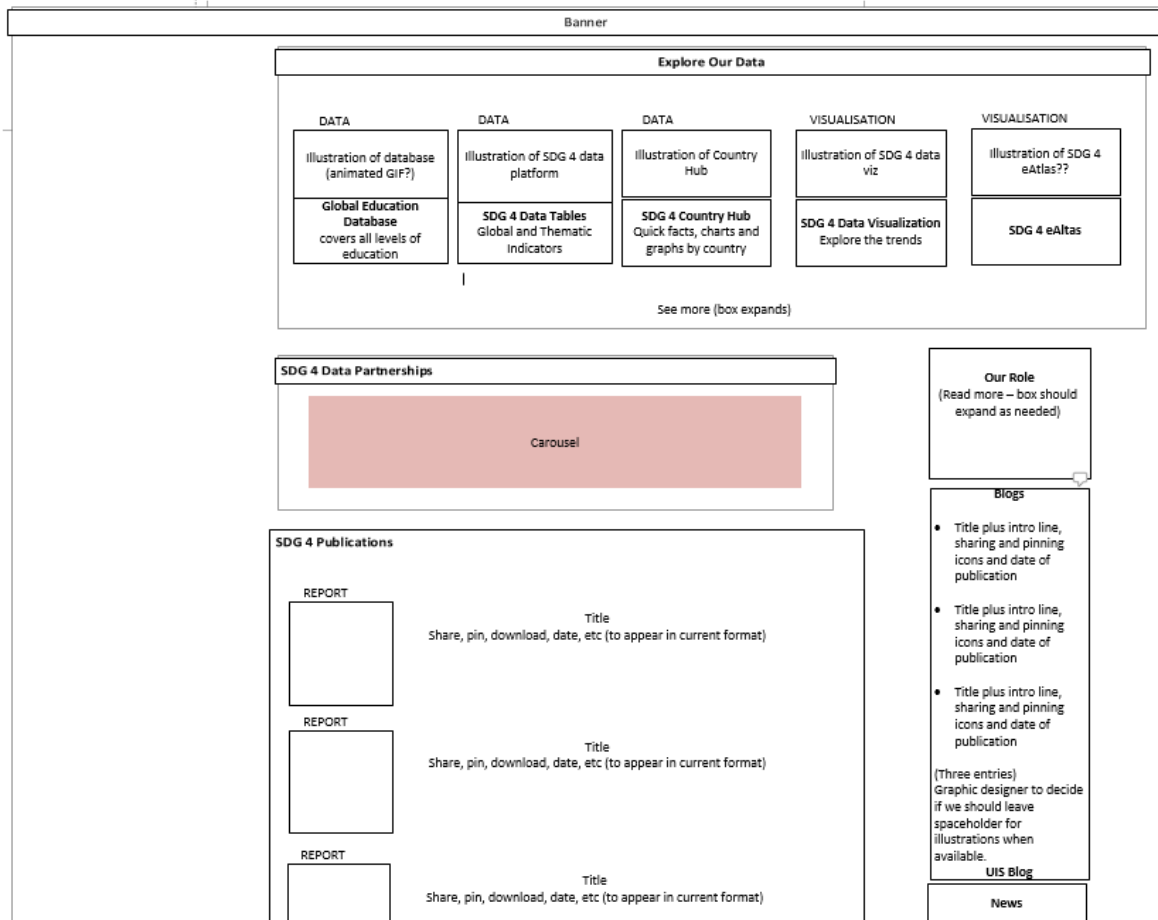 Banner
Explore Our Data
DATA
Illustration of database
(animated GIF?)
Global Education
Database
covers all levels of
education
DATA
Illustration of SDG 4 data
platform
SDG 4 Data Tables
Global and Thematic
Indicators
DATA
Illustration of Country
Hub
SDG 4 Country Hub
Quick facts, charts and
graphs by country
VISUALISATION
Illustration of SDG 4 data
viz
SDG 4 Data Visualization
Explore the trends
VISUALISATION
Illustration of SDG 4
eAtlas??
SDG 4 eAltas
See more (box expands)
SDG 4 Data Partnerships
Carousel
SDG 4 Publications
REPORT
Title
Share, pin, download, date, etc (to appear in current format)
REPORT
Title
Share, pin, download, date, etc (to appear in current format)
REPORT
Title
Share, pin, download, date, etc (to appear in current format)
Our Role
(Read more – box should
expand as needed)
Blogs
• Title plus intro line,
sharing and pinning
icons and date of
publication
• Title plus intro line,
sharing and pinning
icons and date of
publication
• Title plus intro line,
sharing and pinning
icons and date of
publication
(Three entries)
Graphic designer to decide
if we should leave
spaceholder for
illustrations when
available.
UIS Blog
News